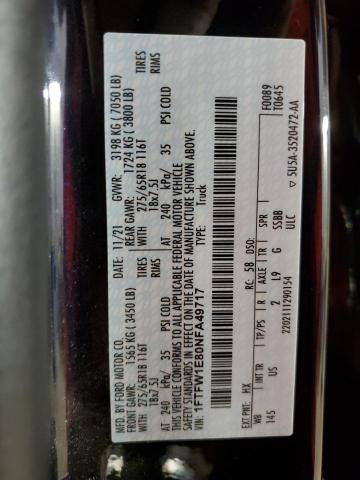 MFD. BY FORD MOTOR CO.
DATE: 11/21 GVWR: 3198 KG ( 7050 LB)
FRONT GAWR: 1565 KG ( 3450 LB) REAR GAWR: 1724 KG ( 3800 LB)
WITH 275/65R18 116T TIRES WITH 275/65R18 116T TIRES
18x7.5J RIMS 18x7.5J RIMS
AT 240 kPa/ 35 PSI COLD AT 240 kPa/ 35 PSI COLD
THIS VEHICLE CONFORMS TO ALL APPLICABLE FEDERAL MOTOR VEHICLE
SAFETY STANDARDS IN EFFECT ON THE DATE OF MANUFACTURE SHOWN ABOVE.
VIN: 1FTFW1E80NFA49717 TYPE: Truck
F0089
T0645
EXT PNT: HX RC: 58 DSO:
WB INT TR TP/PS R AXLE TR SPR
145 US 2 L9 G SSBB
2202111290154 ULC
5U5A-3520472-AA